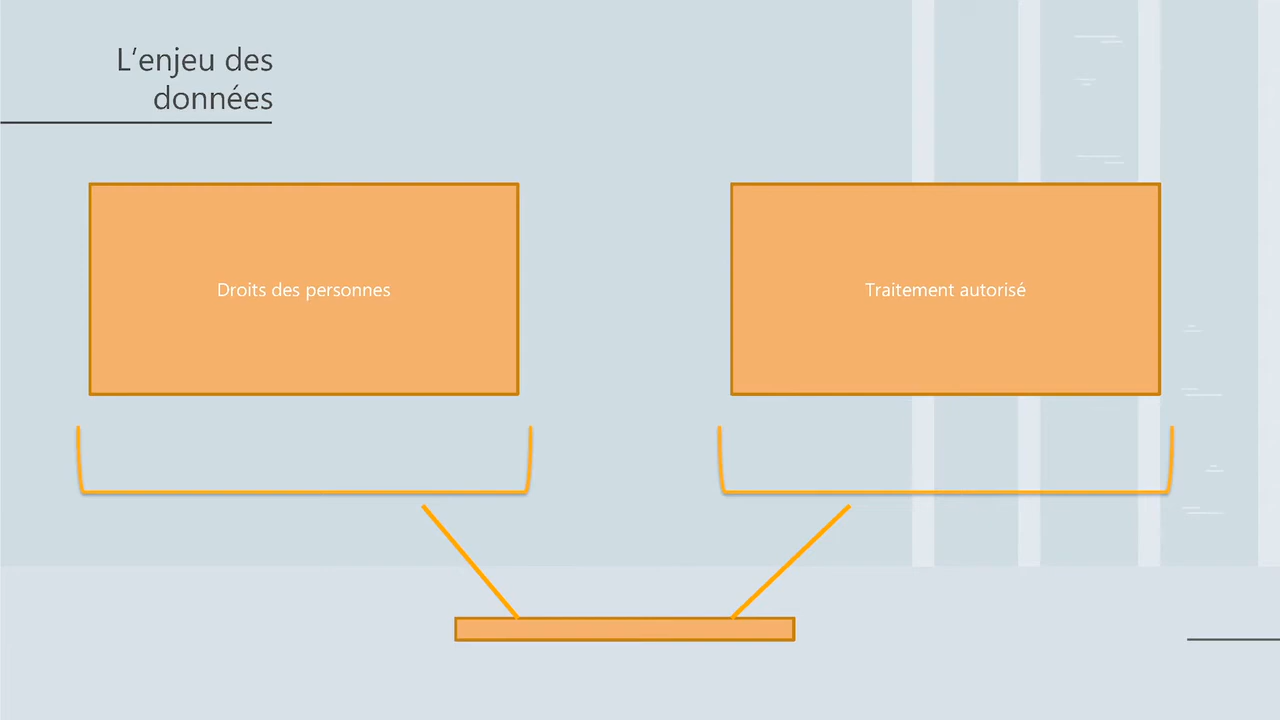 L’enjeu des
données
Droits des personnes
Traitement autorisé